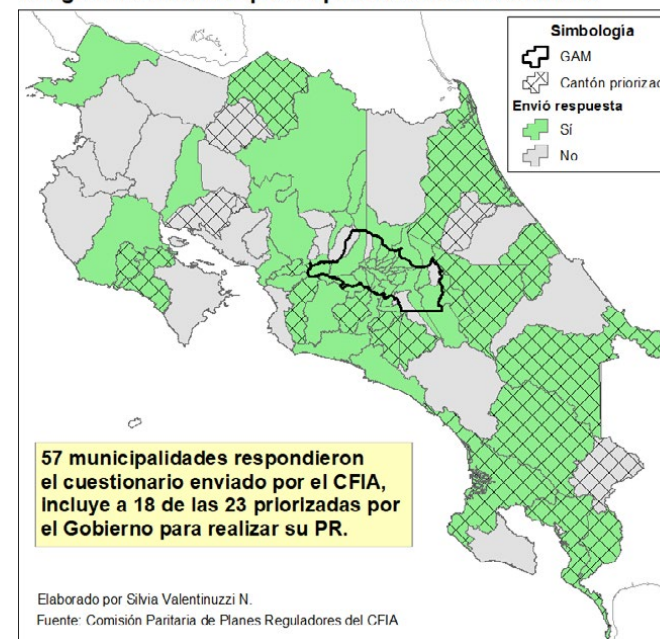 Simbología
GAM
Cantón priorizad
Envió respuesta
Sí
No
57 municipalidades respondieron
el cuestionario enviado por el CFIA,
incluye a 18 de las 23 priorizadas por
el Gobierno para realizar su PR.
Elaborado por Silvia Valentinuzzi N.
Fuente: Comisión Paritaria de Planes Reguladores del CFIA